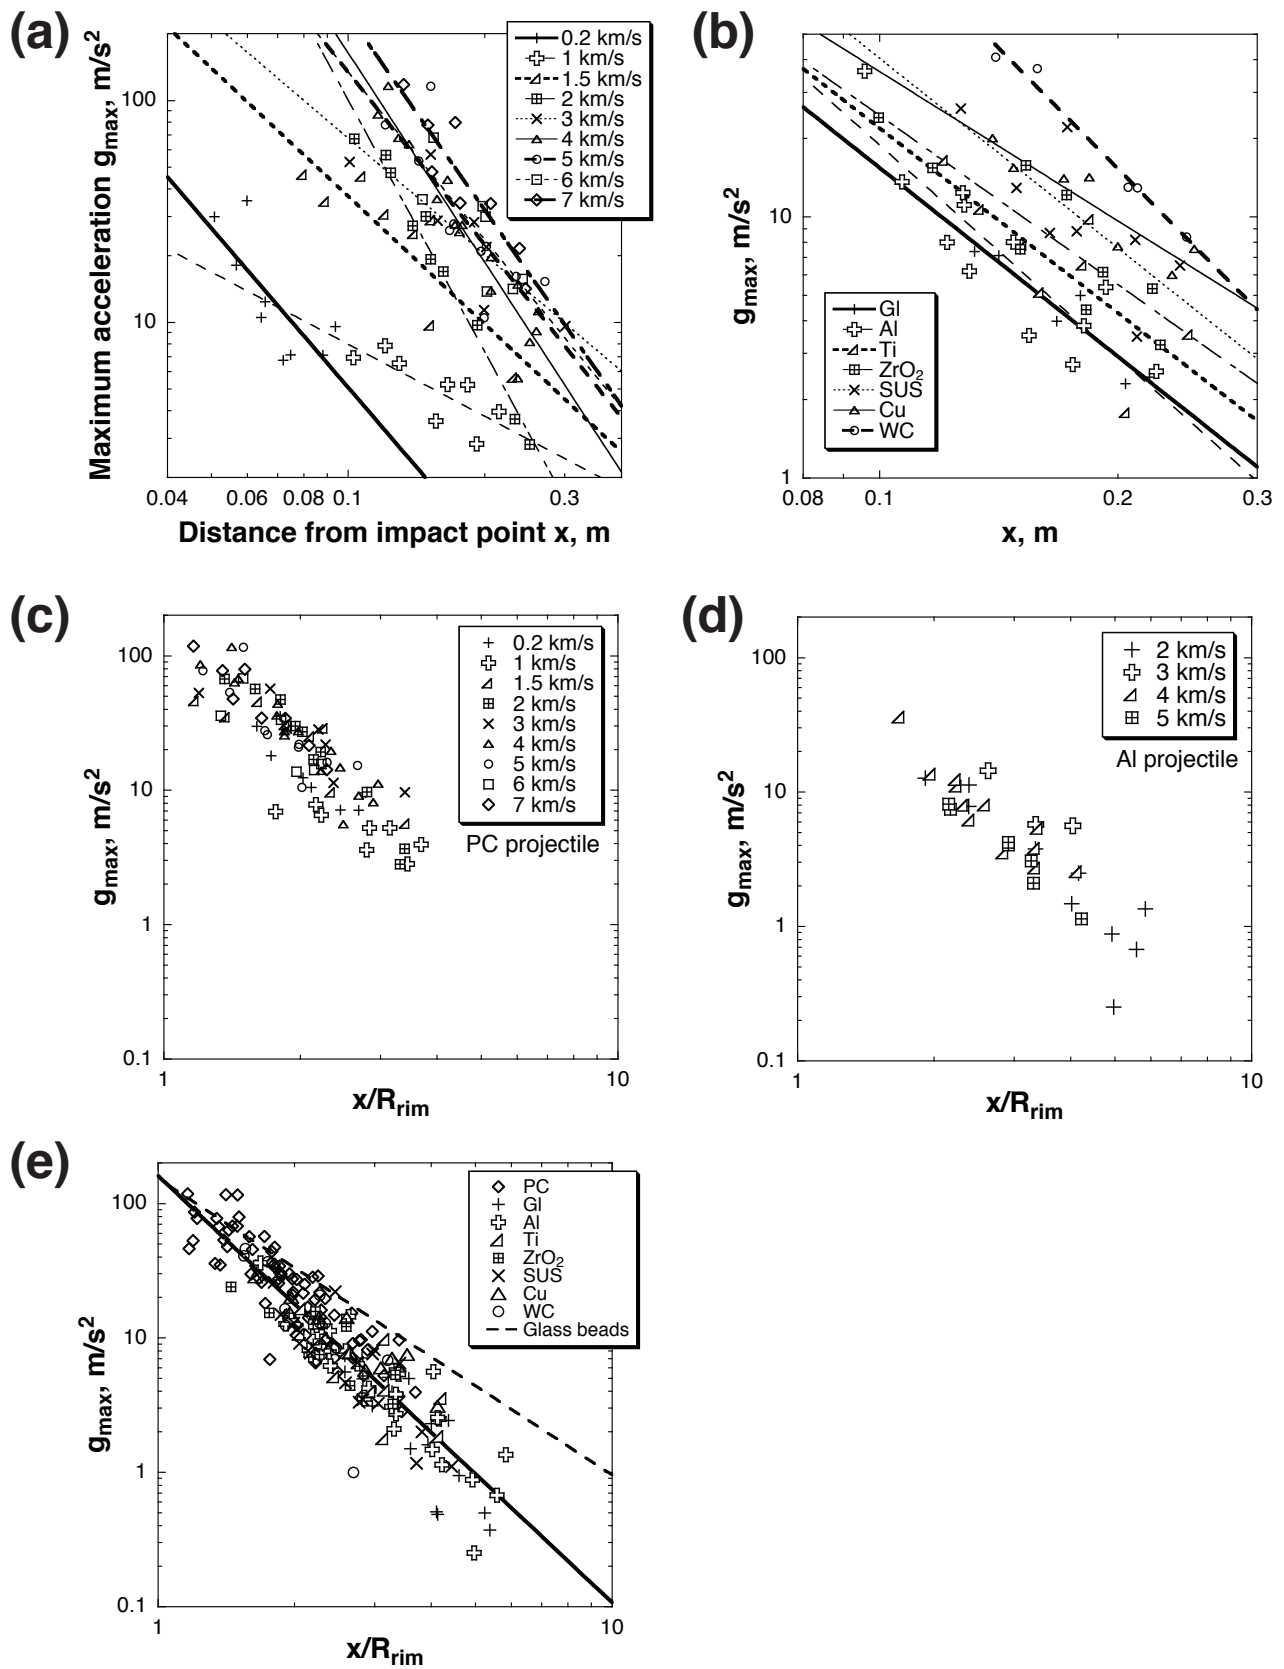 (a)
Maximum acceleration gmax, m/s²
100
10
0.04
0.06
0.08
0.1
0.3
Distance from impact point x, m
0.2 km/s
1 km/s
1.5 km/s
2 km/s
3 km/s
4 km/s
5 km/s
6 km/s
7 km/s
(b)
gmax, m/s²
10
1
0.08
0.1
0.2
0.3
x, m
Gl
Al
Ti
ZrO₂
SUS
Cu
WC
(c)
gmax, m/s²
100
10
1
0.1
1
10
x/Rrim
0.2 km/s
1 km/s
1.5 km/s
2 km/s
3 km/s
4 km/s
5 km/s
6 km/s
7 km/s
PC projectile
(d)
gmax, m/s²
100
10
1
0.1
1
10
x/Rrim
2 km/s
3 km/s
4 km/s
5 km/s
Al projectile
(e)
gmax, m/s²
100
10
1
0.1
1
10
x/Rrim
PC
Gl
Al
Ti
ZrO₂
SUS
Cu
WC
Glass beads